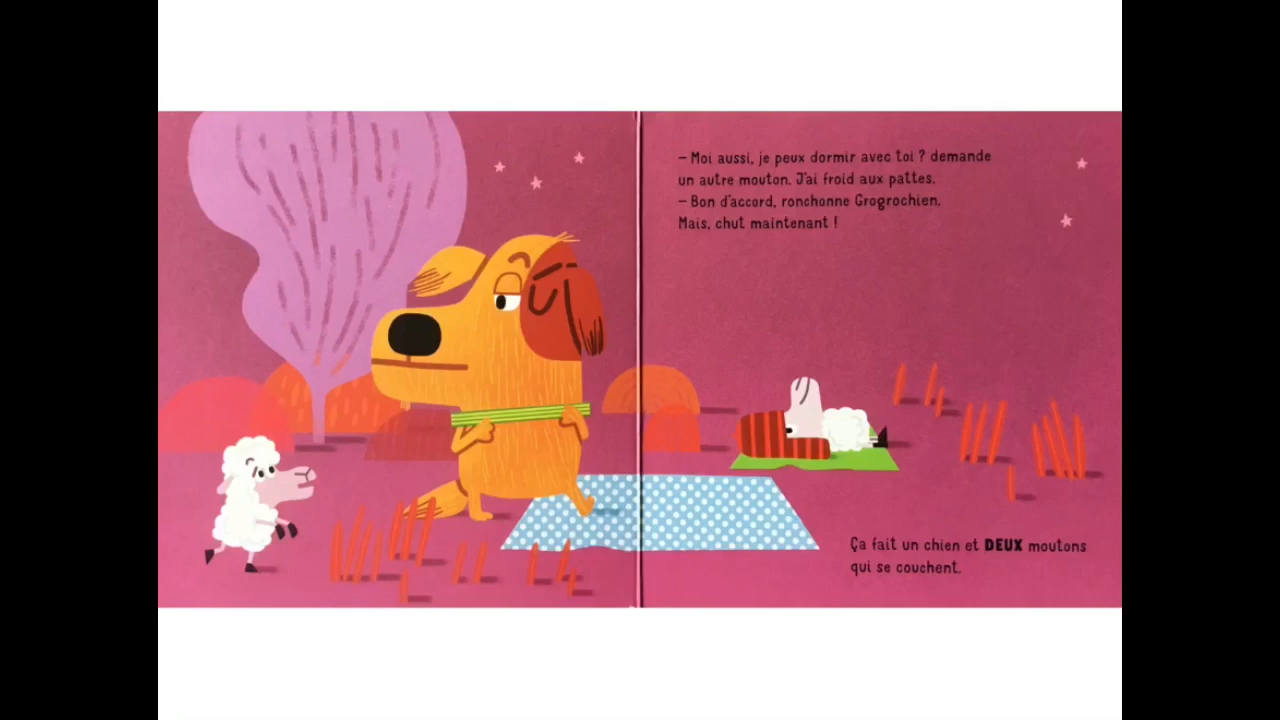 – Moi aussi, je peux dormir avec toi ? demande
un autre mouton. J'ai froid aux pattes.
– Bon d'accord, ronchonne Grogrochien.
Mais, chut maintenant !
Ça fait un chien et DEUX moutons
qui se couchent.